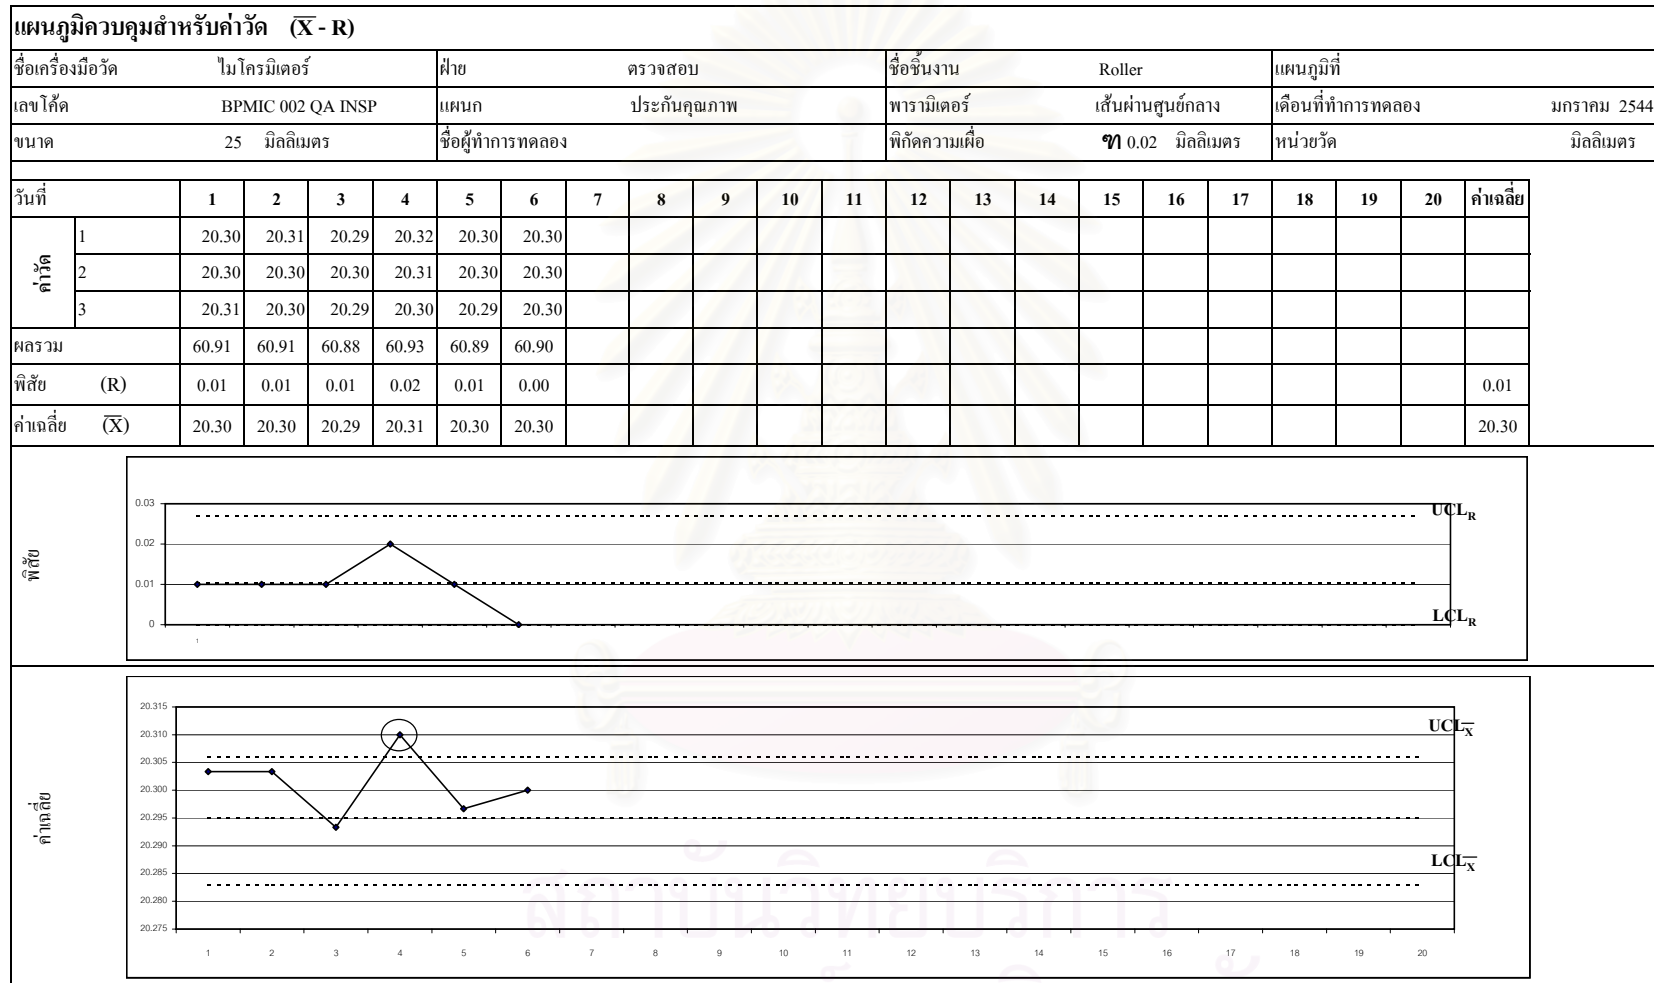 แผนภูมิควบคุมสำหรับค่าวัด (X̅ - R)
ชื่อเครื่องมือวัด ไมโครมิเตอร์ ฝ่าย ตรวจสอบ ชื่อชิ้นงาน Roller แผนภูมิที่
เลขโค้ด BPMIC 002 QA INSP แผนก ประกันคุณภาพ พารามิเตอร์ เส้นผ่านศูนย์กลาง เดือนที่ทำการทดลอง มกราคม 2544
ขนาด 25 มิลลิเมตร ชื่อผู้ทำการทดลอง พิกัดความเผื่อ ฑ 0.02 มิลลิเมตร หน่วยวัด มิลลิเมตร
วันที่ 1 2 3 4 5 6 7 8 9 10 11 12 13 14 15 16 17 18 19 20 ค่าเฉลี่ย
ค่าวัด
1 20.30 20.31 20.29 20.32 20.30 20.30
2 20.30 20.30 20.30 20.31 20.30 20.30
3 20.31 20.30 20.29 20.30 20.29 20.30
ผลรวม 60.91 60.91 60.88 60.93 60.89 60.90
พิสัย (R) 0.01 0.01 0.01 0.02 0.01 0.00 0.01
ค่าเฉลี่ย (X̅) 20.30 20.30 20.29 20.31 20.30 20.30 20.30
พิสัย
0.03
UCL_R
0.02
0.01
0
LCL_R
1
ค่าเฉลี่ย
20.315
UCL_X̅
20.310
20.305
20.300
20.295
20.290
LCL_X̅
20.285
20.280
20.275
1 2 3 4 5 6 7 8 9 10 11 12 13 14 15 16 17 18 19 20
สถาบันวิทยบริการ